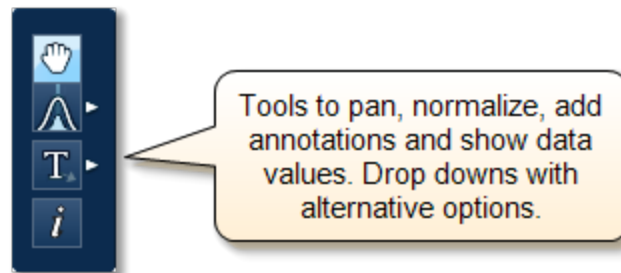 T
i
Tools to pan, normalize, add
annotations and show data
values. Drop downs with
alternative options.